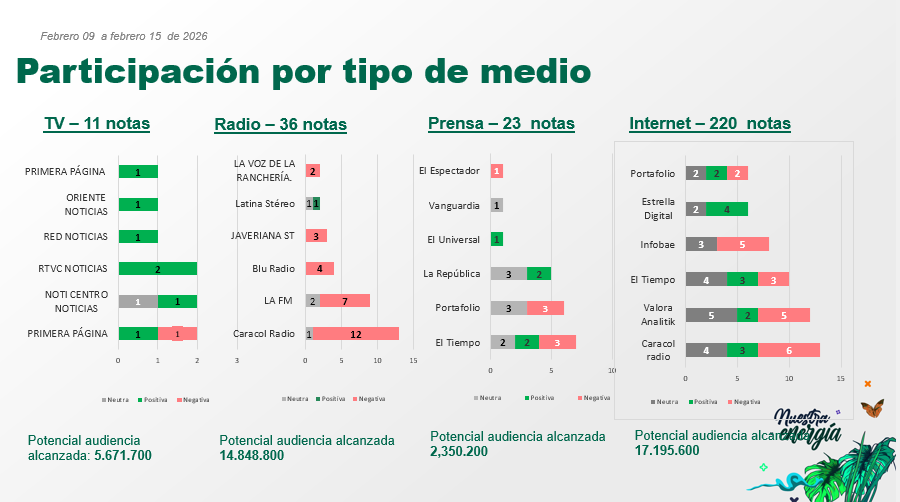 Febrero 09 a febrero 15 de 2026
Participación por tipo de medio
TV – 11 notas
PRIMERA PÁGINA
1
ORIENTE
NOTICIAS
1
RED NOTICIAS
1
RTVC NOTICIAS
2
NOTI CENTRO
NOTICIAS
1 1
PRIMERA PÁGINA
1 1
0 1 2 3
Neutra Positiva Negativa
Potencial audiencia
alcanzada: 5.671.700
Radio – 36 notas
LA VOZ DE LA
RANCHERÍA.
2
Latina Stéreo
1 1
JAVERIANA ST
3
Blu Radio
4
LA FM
2 7
Caracol Radio
1 12
0 5 10 15
Neutra Positiva Negativa
Potencial audiencia alcanzada
14.848.800
Prensa – 23 notas
El Espectador
1
Vanguardia
1
El Universal
1
La República
3 2
Portafolio
3 3
El Tiempo
2 2 3
0 5 10
Neutra Positiva Negativa
Potencial audiencia alcanzada
2,350.200
Internet – 220 notas
Portafolio
2 2 2
Estrella
Digital
2 4
Infobae
3 5
El Tiempo
4 3 3
Valora
Analitik
5 2 5
Caracol
radio
4 3 6
0 5 10 15
Neutra Positiva Negativa
Potencial audiencia alcanzada
17.195.600
Nuestra
energía